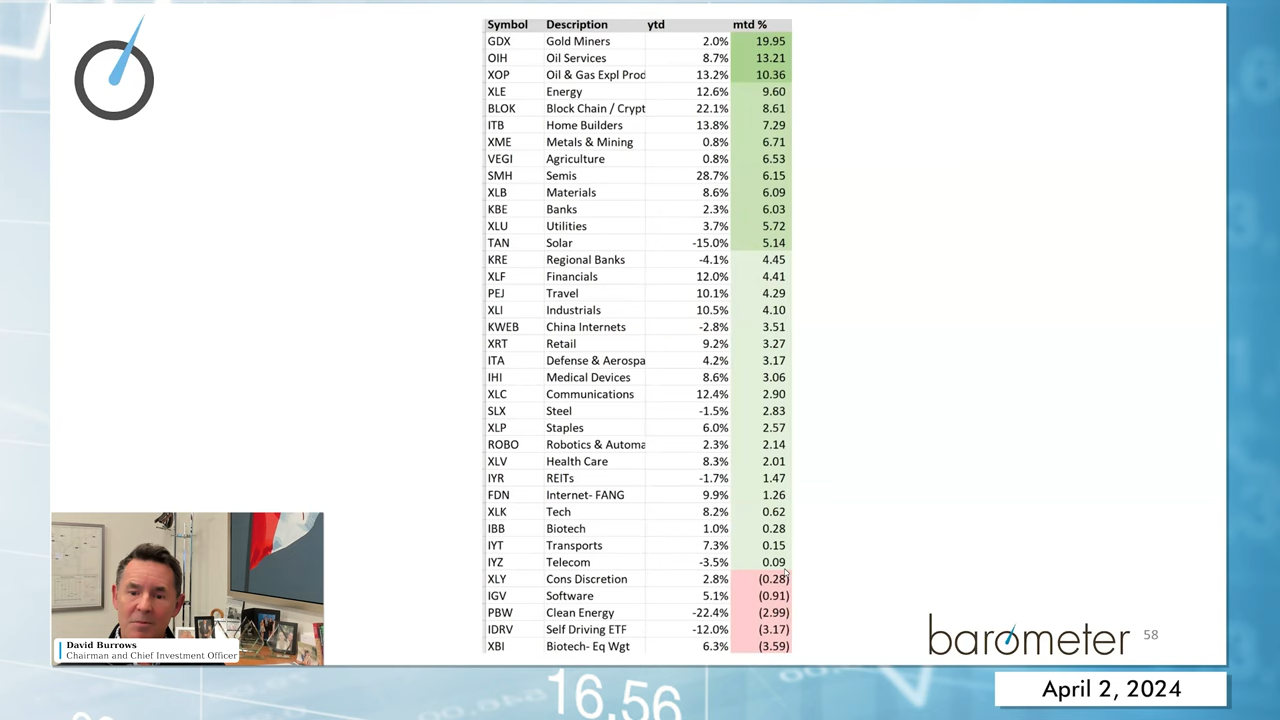 Symbol Description ytd mtd %
GDX Gold Miners 2.0% 19.95
OIH Oil Services 8.7% 13.21
XOP Oil & Gas Expl Prod 13.2% 10.36
XLE Energy 12.6% 9.60
BLOK Block Chain / Crypt 22.1% 8.61
ITB Home Builders 13.8% 7.29
XME Metals & Mining 0.8% 6.71
VEGI Agriculture 0.8% 6.53
SMH Semis 28.7% 6.15
XLB Materials 8.6% 6.09
KBE Banks 2.3% 6.03
XLU Utilities 3.7% 5.72
TAN Solar -15.0% 5.14
KRE Regional Banks -4.1% 4.45
XLF Financials 12.0% 4.41
PEJ Travel 10.1% 4.29
XLI Industrials 10.5% 4.10
KWEB China Internets -2.8% 3.51
XRT Retail 9.2% 3.27
ITA Defense & Aerospa 4.2% 3.17
IHI Medical Devices 8.6% 3.06
XLC Communications 12.4% 2.90
SLX Steel -1.5% 2.83
XLP Staples 6.0% 2.57
ROBO Robotics & Automa 2.3% 2.14
XLV Health Care 8.3% 2.01
IYR REITs -1.7% 1.47
FDN Internet- FANG 9.9% 1.26
XLK Tech 8.2% 0.62
IBB Biotech 1.0% 0.28
IYT Transports 7.3% 0.15
IYZ Telecom -3.5% 0.09
XLY Cons Discretion 2.8% (0.28)
IGV Software 5.1% (0.91)
PBW Clean Energy -22.4% (2.99)
IDRV Self Driving ETF -12.0% (3.17)
XBI Biotech- Eq Wgt 6.3% (3.59)
David Burrows
Chairman and Chief Investment Officer
barometer 58
April 2, 2024
16.56